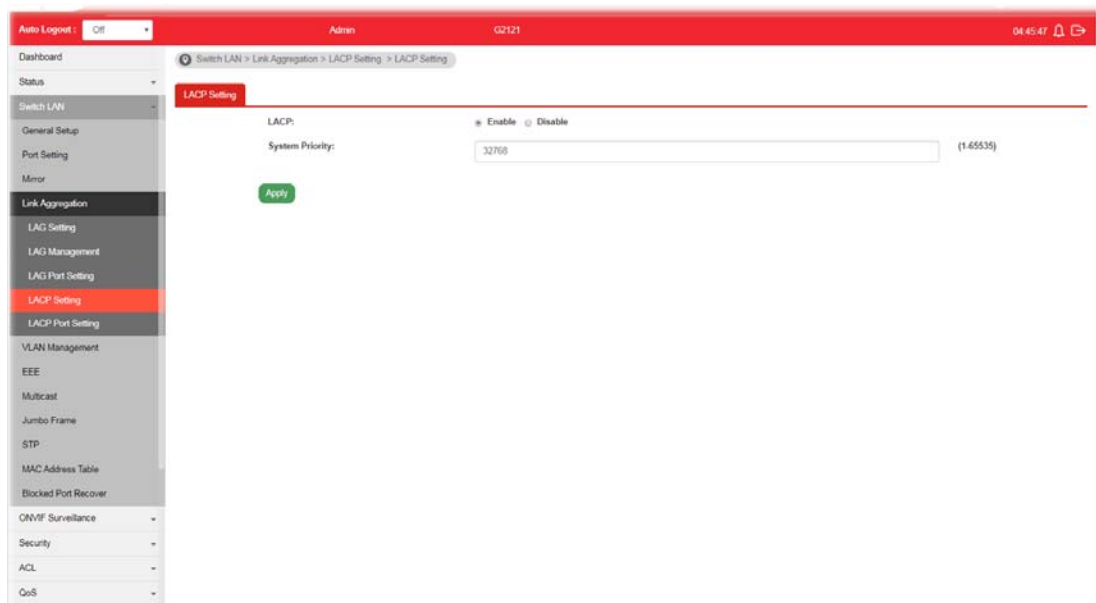 Auto Logout : Off Admin G2121 04:45:47
Dashboard
Status
Switch LAN
General Setup
Port Setting
Mirror
Link Aggregation
LAG Setting
LAG Management
LAG Port Setting
LACP Setting
LACP Port Setting
VLAN Management
EEE
Multicast
Jumbo Frame
STP
MAC Address Table
Blocked Port Recover
ONVIF Surveillance
Security
ACL
QoS
Switch LAN > Link Aggregation > LACP Setting > LACP Setting
LACP Setting
LACP: Enable Disable
System Priority: 32768 (1-65535)
Apply